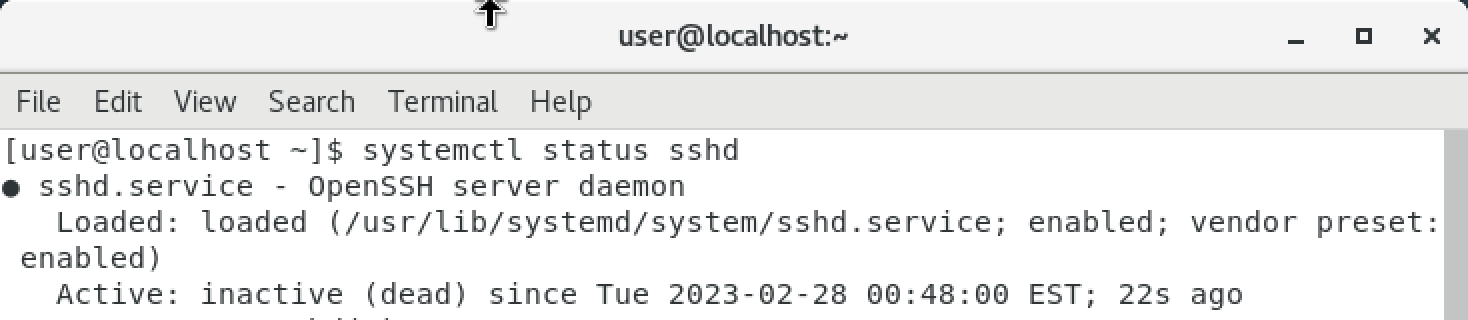 user@localhost:~
File Edit View Search Terminal Help
[user@localhost ~]$ systemctl status sshd
● sshd.service - OpenSSH server daemon
Loaded: loaded (/usr/lib/systemd/system/sshd.service; enabled; vendor preset:
enabled)
Active: inactive (dead) since Tue 2023-02-28 00:48:00 EST; 22s ago